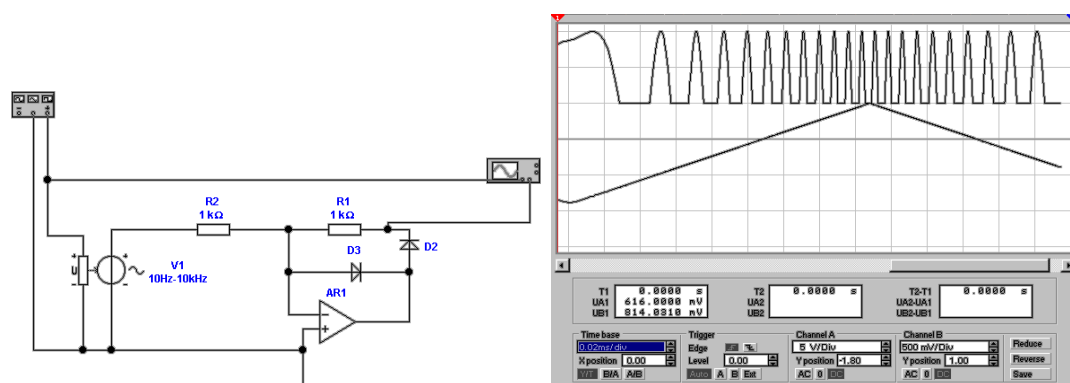 1
R2
1 kΩ
R1
1 kΩ
D2
D3
U
V1
10Hz-10kHz
AR1
T1 0.0000 s
UA1 616.0000 mV
UB1 814.0310 mV
T2 0.0000 s
UA2
UB2
T2-T1 0.0000 s
UA2-UA1
UB2-UB1
Time base
0.02ms/div
X position 0.00
Y/T B/A A/B
Trigger
Edge
Level 0.00
Auto A B Ext
Channel A
5 V/Div
Y position -1.80
AC 0 DC
Channel B
500 mV/Div
Y position 1.00
AC 0 DC
Reduce
Reverse
Save